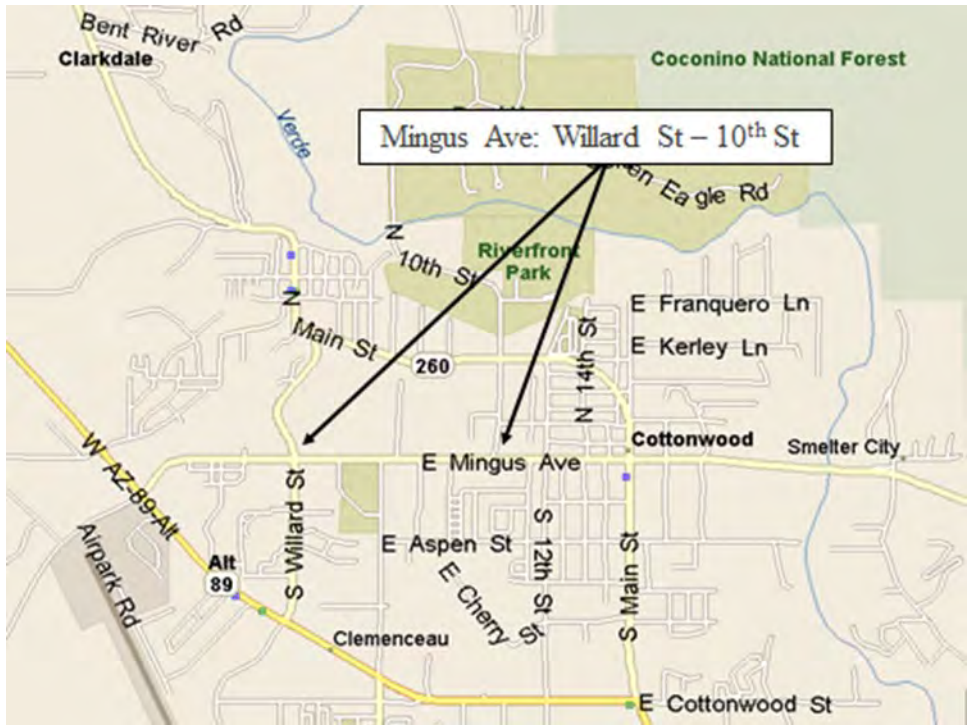 Bent River Rd
Clarkdale
Coconino National Forest
Verde
Mingus Ave: Willard St – 10th St
Eagle Rd
N 10th St
Riverfront Park
N Main St
260
E Franquero Ln
E Kerley Ln
N 14th St
Cottonwood
Smelter City
E Mingus Ave
W AZ-89-Alt
S Willard St
Airpark Rd
Alt 89
E Aspen St
E Cherry St
S 12th St
S Main St
Clemenceau
E Cottonwood St